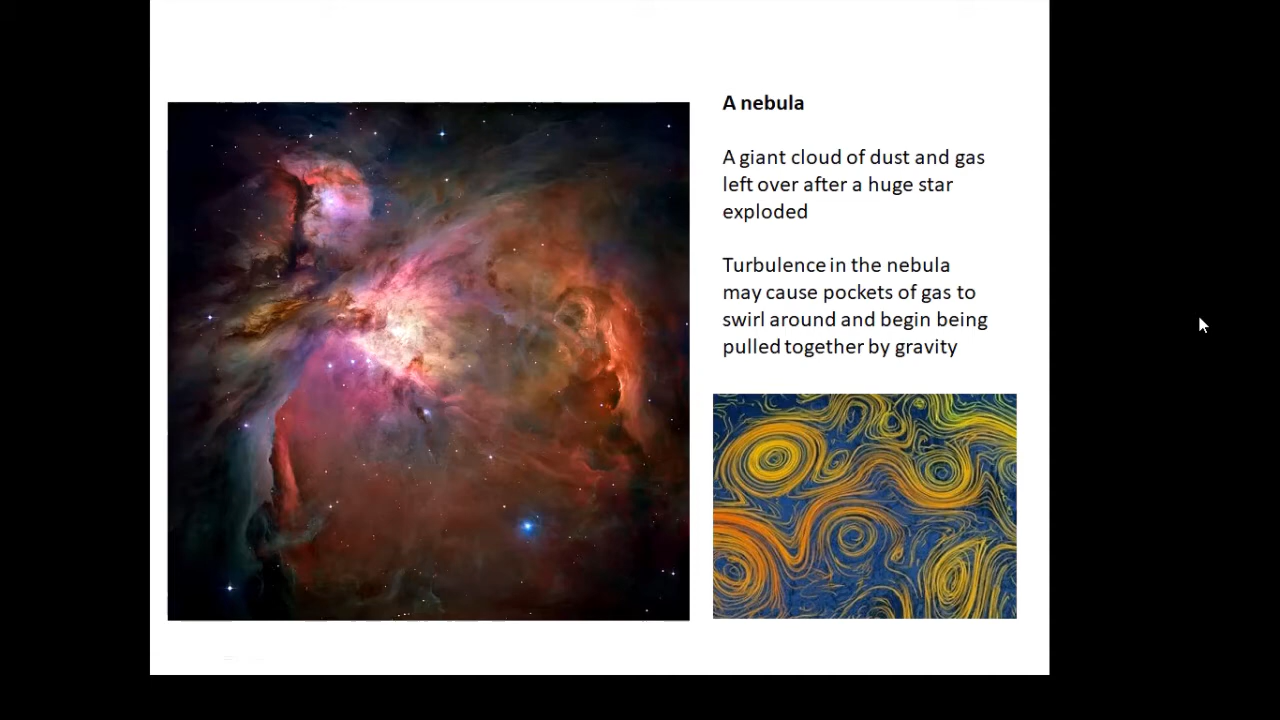 A nebula
A giant cloud of dust and gas
left over after a huge star
exploded
Turbulence in the nebula
may cause pockets of gas to
swirl around and begin being
pulled together by gravity